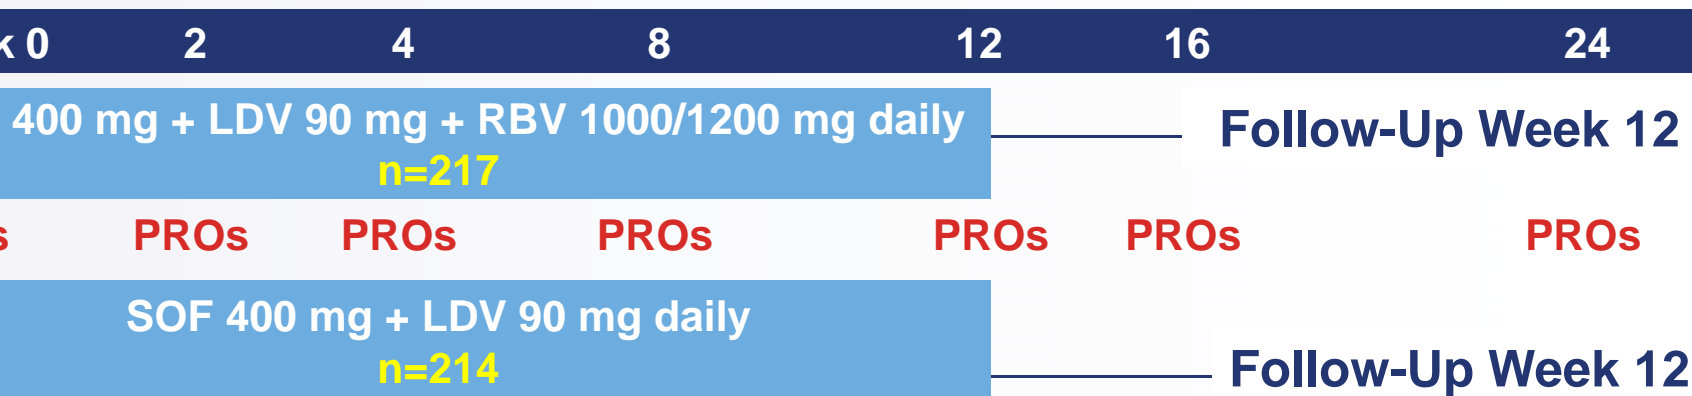 k 0 2 4 8 12 16 24
400 mg + LDV 90 mg + RBV 1000/1200 mg daily
n=217
Follow-Up Week 12
s PROs PROs PROs PROs PROs PROs
SOF 400 mg + LDV 90 mg daily
n=214
Follow-Up Week 12